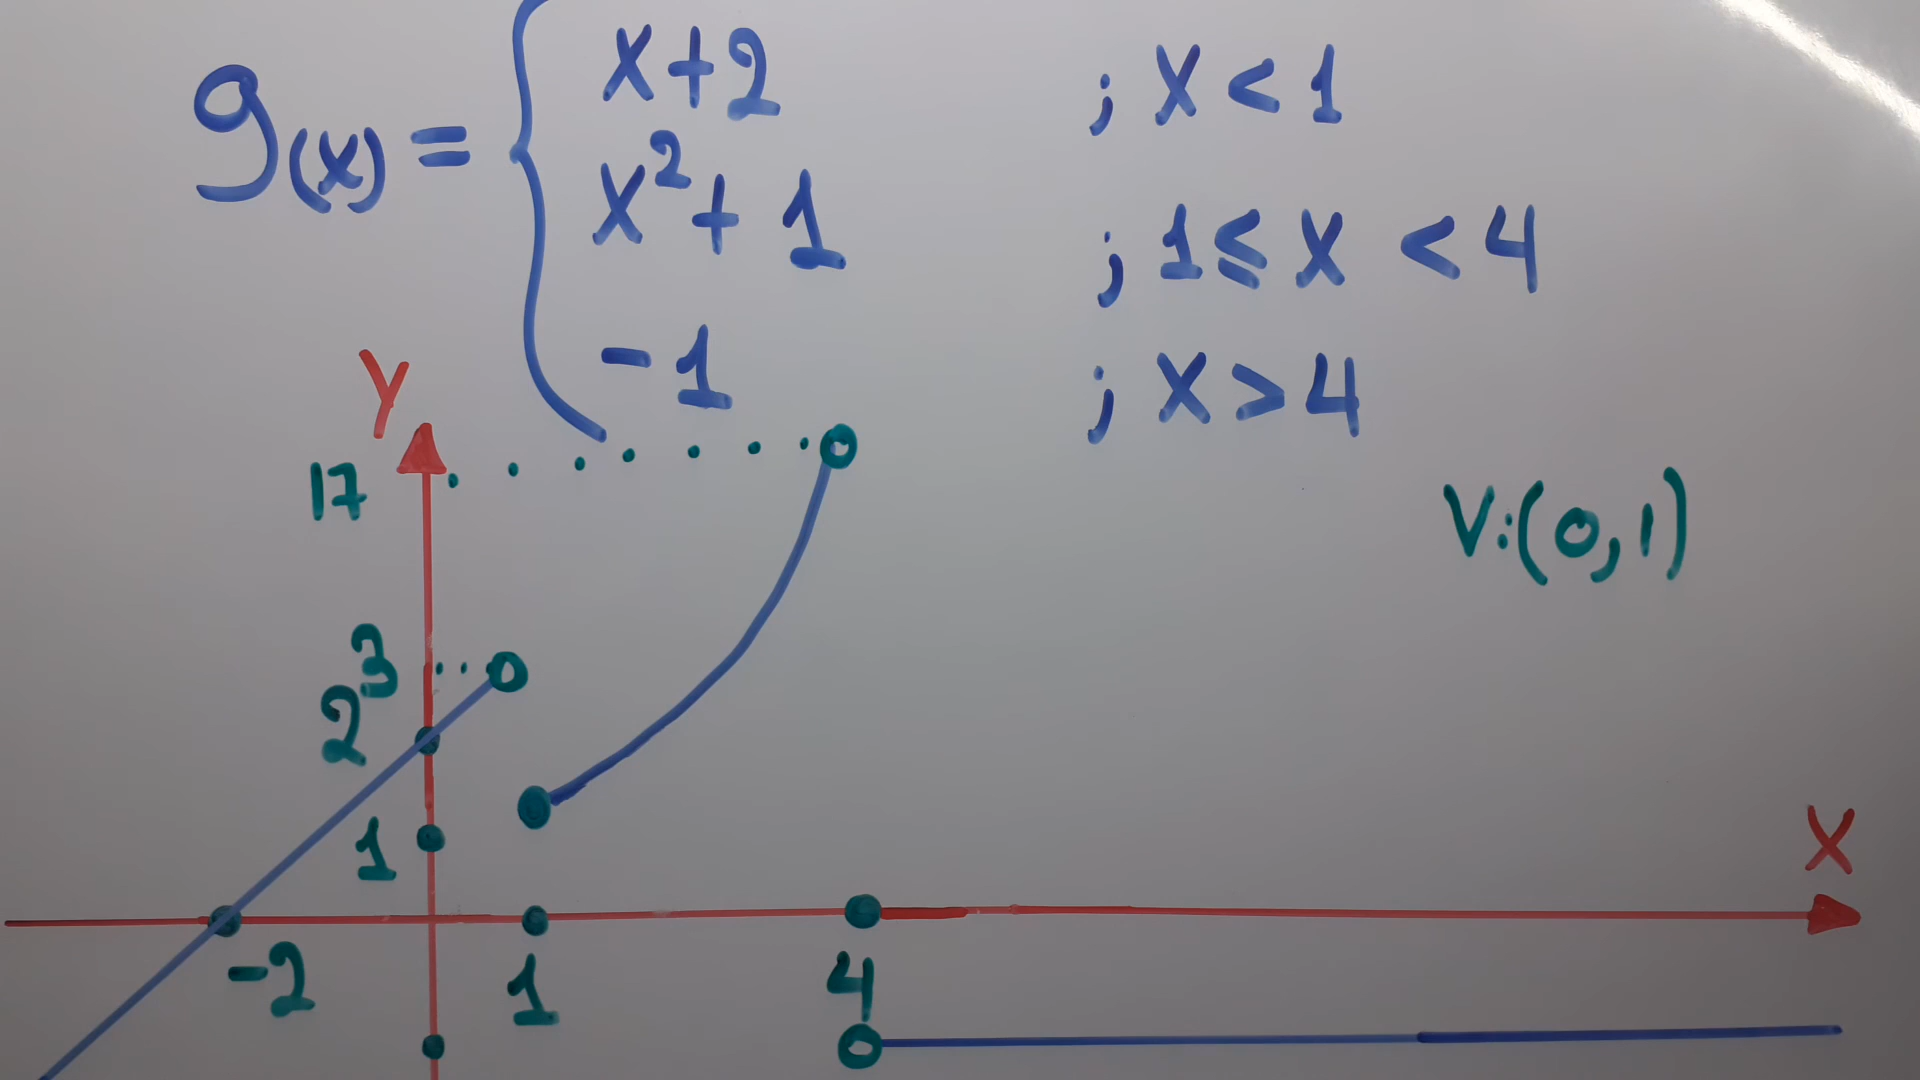 g(x) = { x+2 ; x < 1
x²+ 1 ; 1 ≤ x < 4
-1 ; x > 4
y
17
V:(0,1)
3
2
1
x
-2 1 4